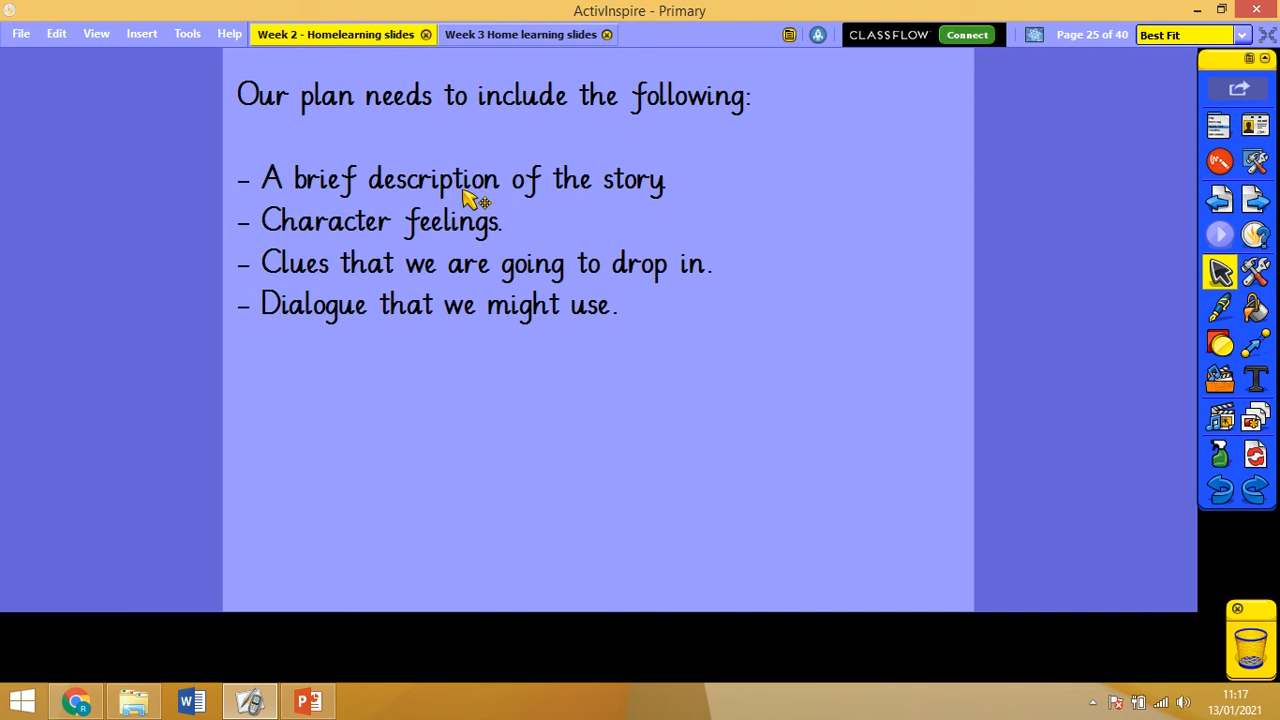 ActivInspire - Primary
File Edit View Insert Tools Help
Week 2 - Homelearning slides Week 3 Home learning slides
CLASSFLOW Connect Page 25 of 40 Best Fit
Our plan needs to include the following:
- A brief description of the story
- Character feelings.
- Clues that we are going to drop in.
- Dialogue that we might use.
11:17
13/01/2021